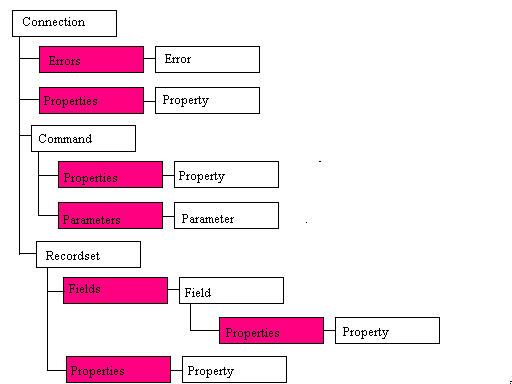 Connection
Errors Error
Properties Property
Command
Properties Property
Parameters Parameter
Recordset
Fields Field
Properties Property
Properties Property